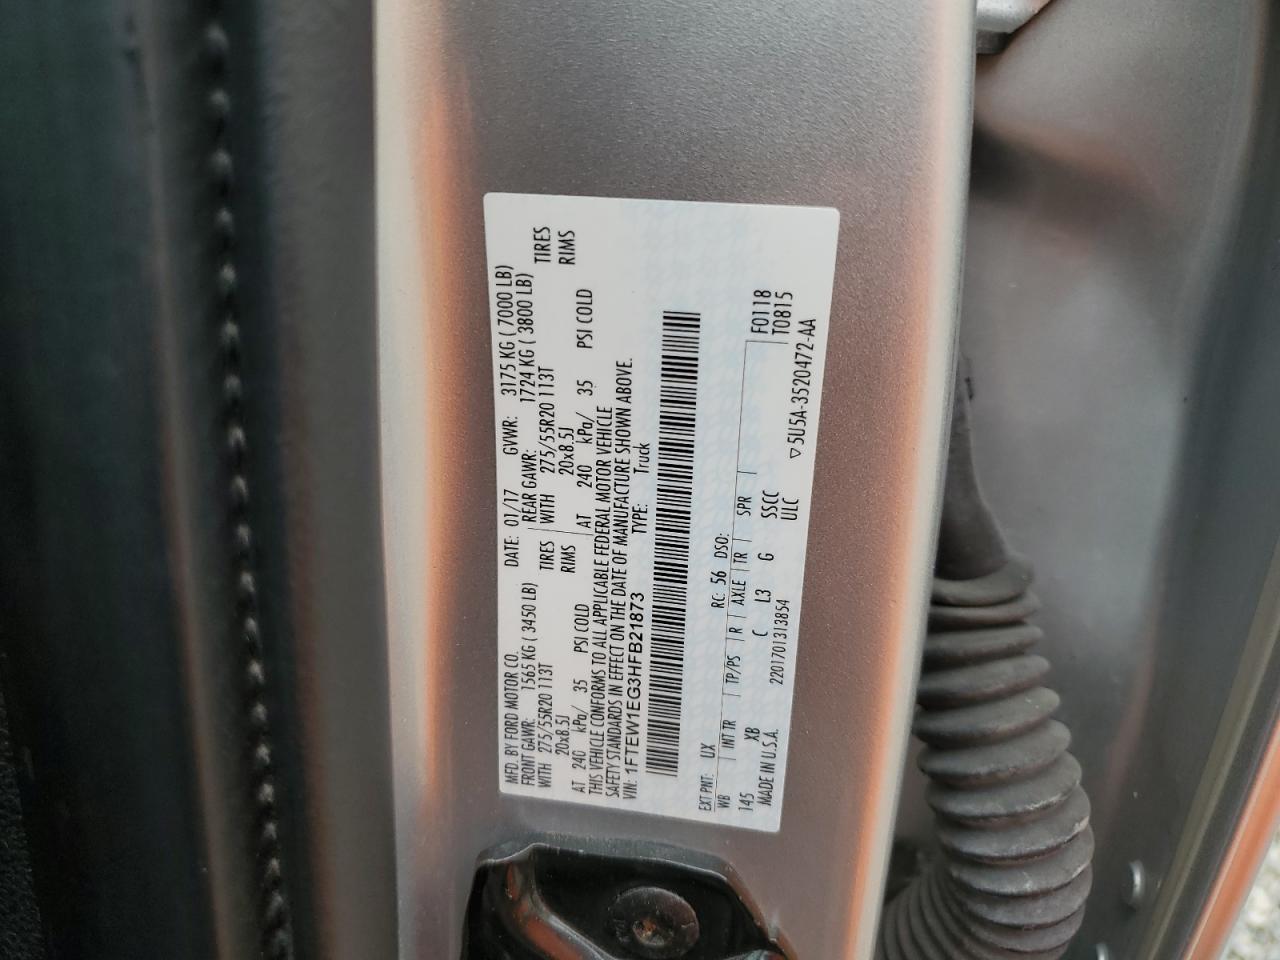 MFD. BY FORD MOTOR CO. DATE: 01/17 GVWR: 3175 KG ( 7000 LB)
FRONT GAWR: 1565 KG ( 3450 LB) REAR GAWR: 1724 KG ( 3800 LB)
WITH 275/55R20 113T TIRES WITH 275/55R20 113T TIRES
20x8.5J RIMS 20x8.5J RIMS
AT 240 kPa/ 35 PSI COLD AT 240 kPa/ 35 PSI COLD
THIS VEHICLE CONFORMS TO ALL APPLICABLE FEDERAL MOTOR VEHICLE
SAFETY STANDARDS IN EFFECT ON THE DATE OF MANUFACTURE SHOWN ABOVE.
VIN: 1FTEW1EG3HFB21873 TYPE: Truck
EXT PNT: UX RC: 56 DSO:
WB INT TR TP/PS R AXLE TR SPR F0118
T0815
145 XB C L3 G SSCC
MADE IN U.S.A. 2201701313854 ULC ▽5U5A-3520472-AA